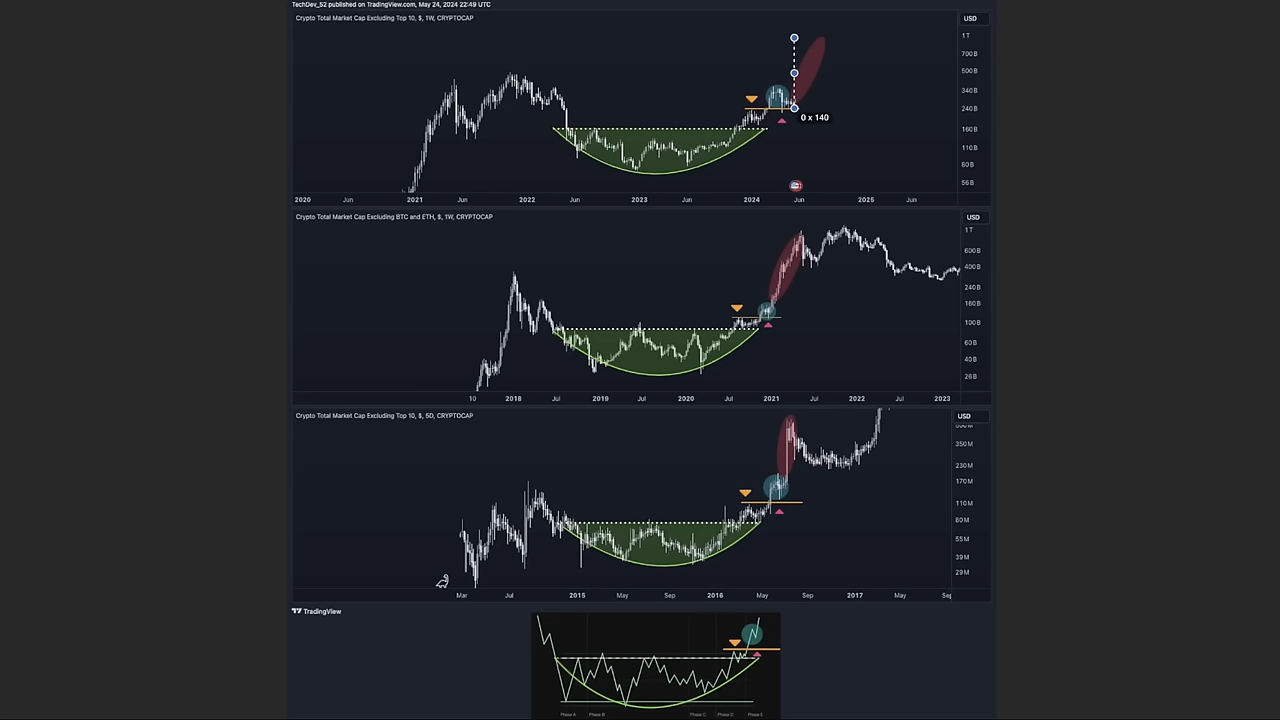 TechDev_52 published on TradingView.com, May 24, 2024 22:49 UTC
Crypto Total Market Cap Excluding Top 10, $, 1W, CRYPTOCAP
USD
1T
700B
500B
340B
240B
160B
110B
80B
56B
0 x 140
2020 Jun 2021 Jun 2022 Jun 2023 Jun 2024 Jun 2025 Jun
Crypto Total Market Cap Excluding BTC and ETH, $, 1W, CRYPTOCAP
USD
1T
600B
400B
240B
160B
100B
60B
40B
26B
10 2018 Jul 2019 Jul 2020 Jul 2021 Jul 2022 Jul 2023
Crypto Total Market Cap Excluding Top 10, $, 5D, CRYPTOCAP
USD
350M
230M
170M
110M
80M
55M
39M
29M
Mar Jul 2015 May Sep 2016 May Sep 2017 May Sep
TradingView
Phase A Phase B Phase C Phase D Phase E